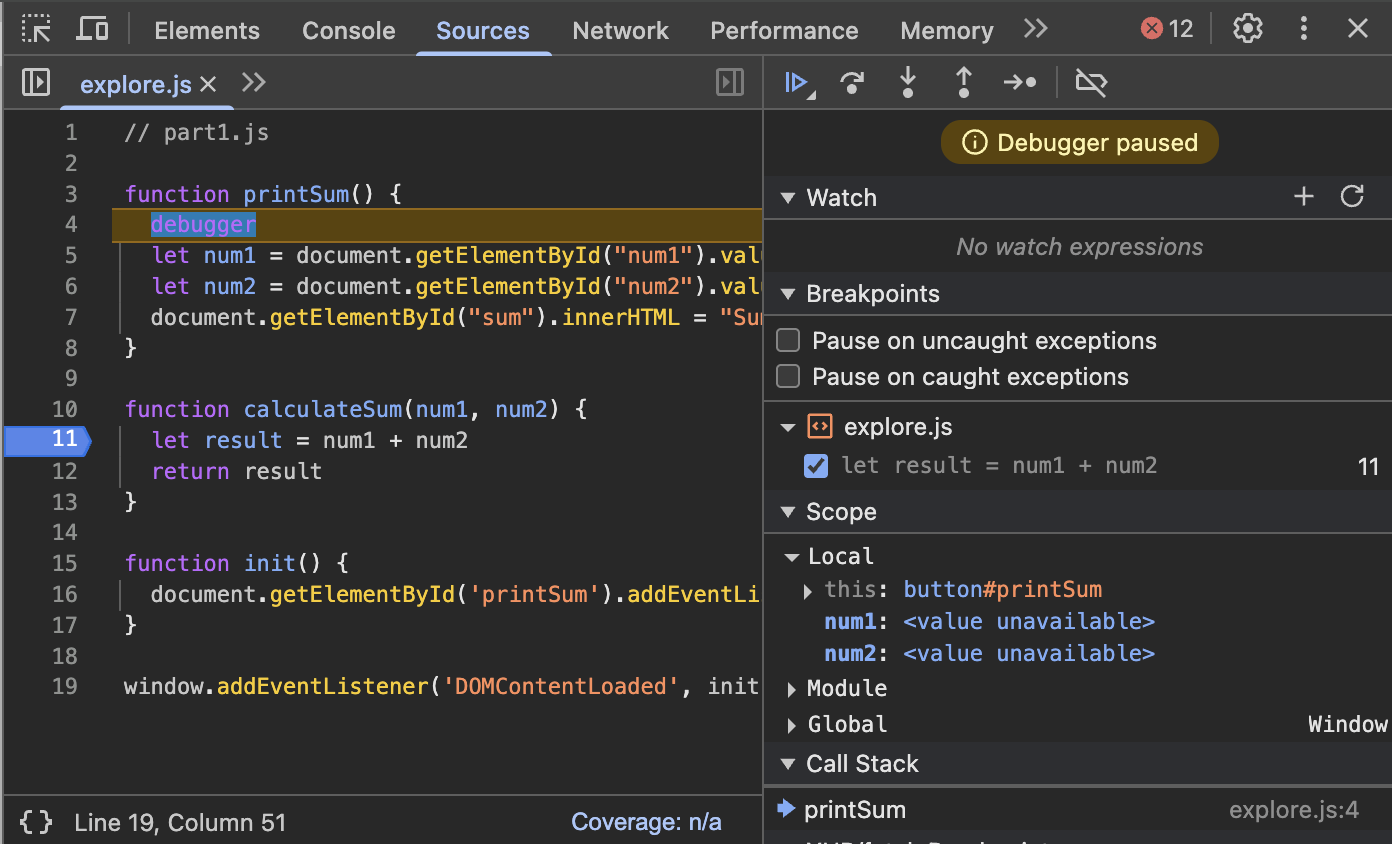 Elements Console Sources Network Performance Memory 12
explore.js
1 // part1.js
2
3 function printSum() {
4 debugger
5 let num1 = document.getElementById("num1").val
6 let num2 = document.getElementById("num2").val
7 document.getElementById("sum").innerHTML = "Su
8 }
9
10 function calculateSum(num1, num2) {
11 let result = num1 + num2
12 return result
13 }
14
15 function init() {
16 document.getElementById('printSum').addEventLi
17 }
18
19 window.addEventListener('DOMContentLoaded', init
{ } Line 19, Column 51 Coverage: n/a
Debugger paused
Watch
No watch expressions
Breakpoints
Pause on uncaught exceptions
Pause on caught exceptions
explore.js
let result = num1 + num2 11
Scope
Local
this: button#printSum
num1: <value unavailable>
num2: <value unavailable>
Module
Global Window
Call Stack
printSum explore.js:4